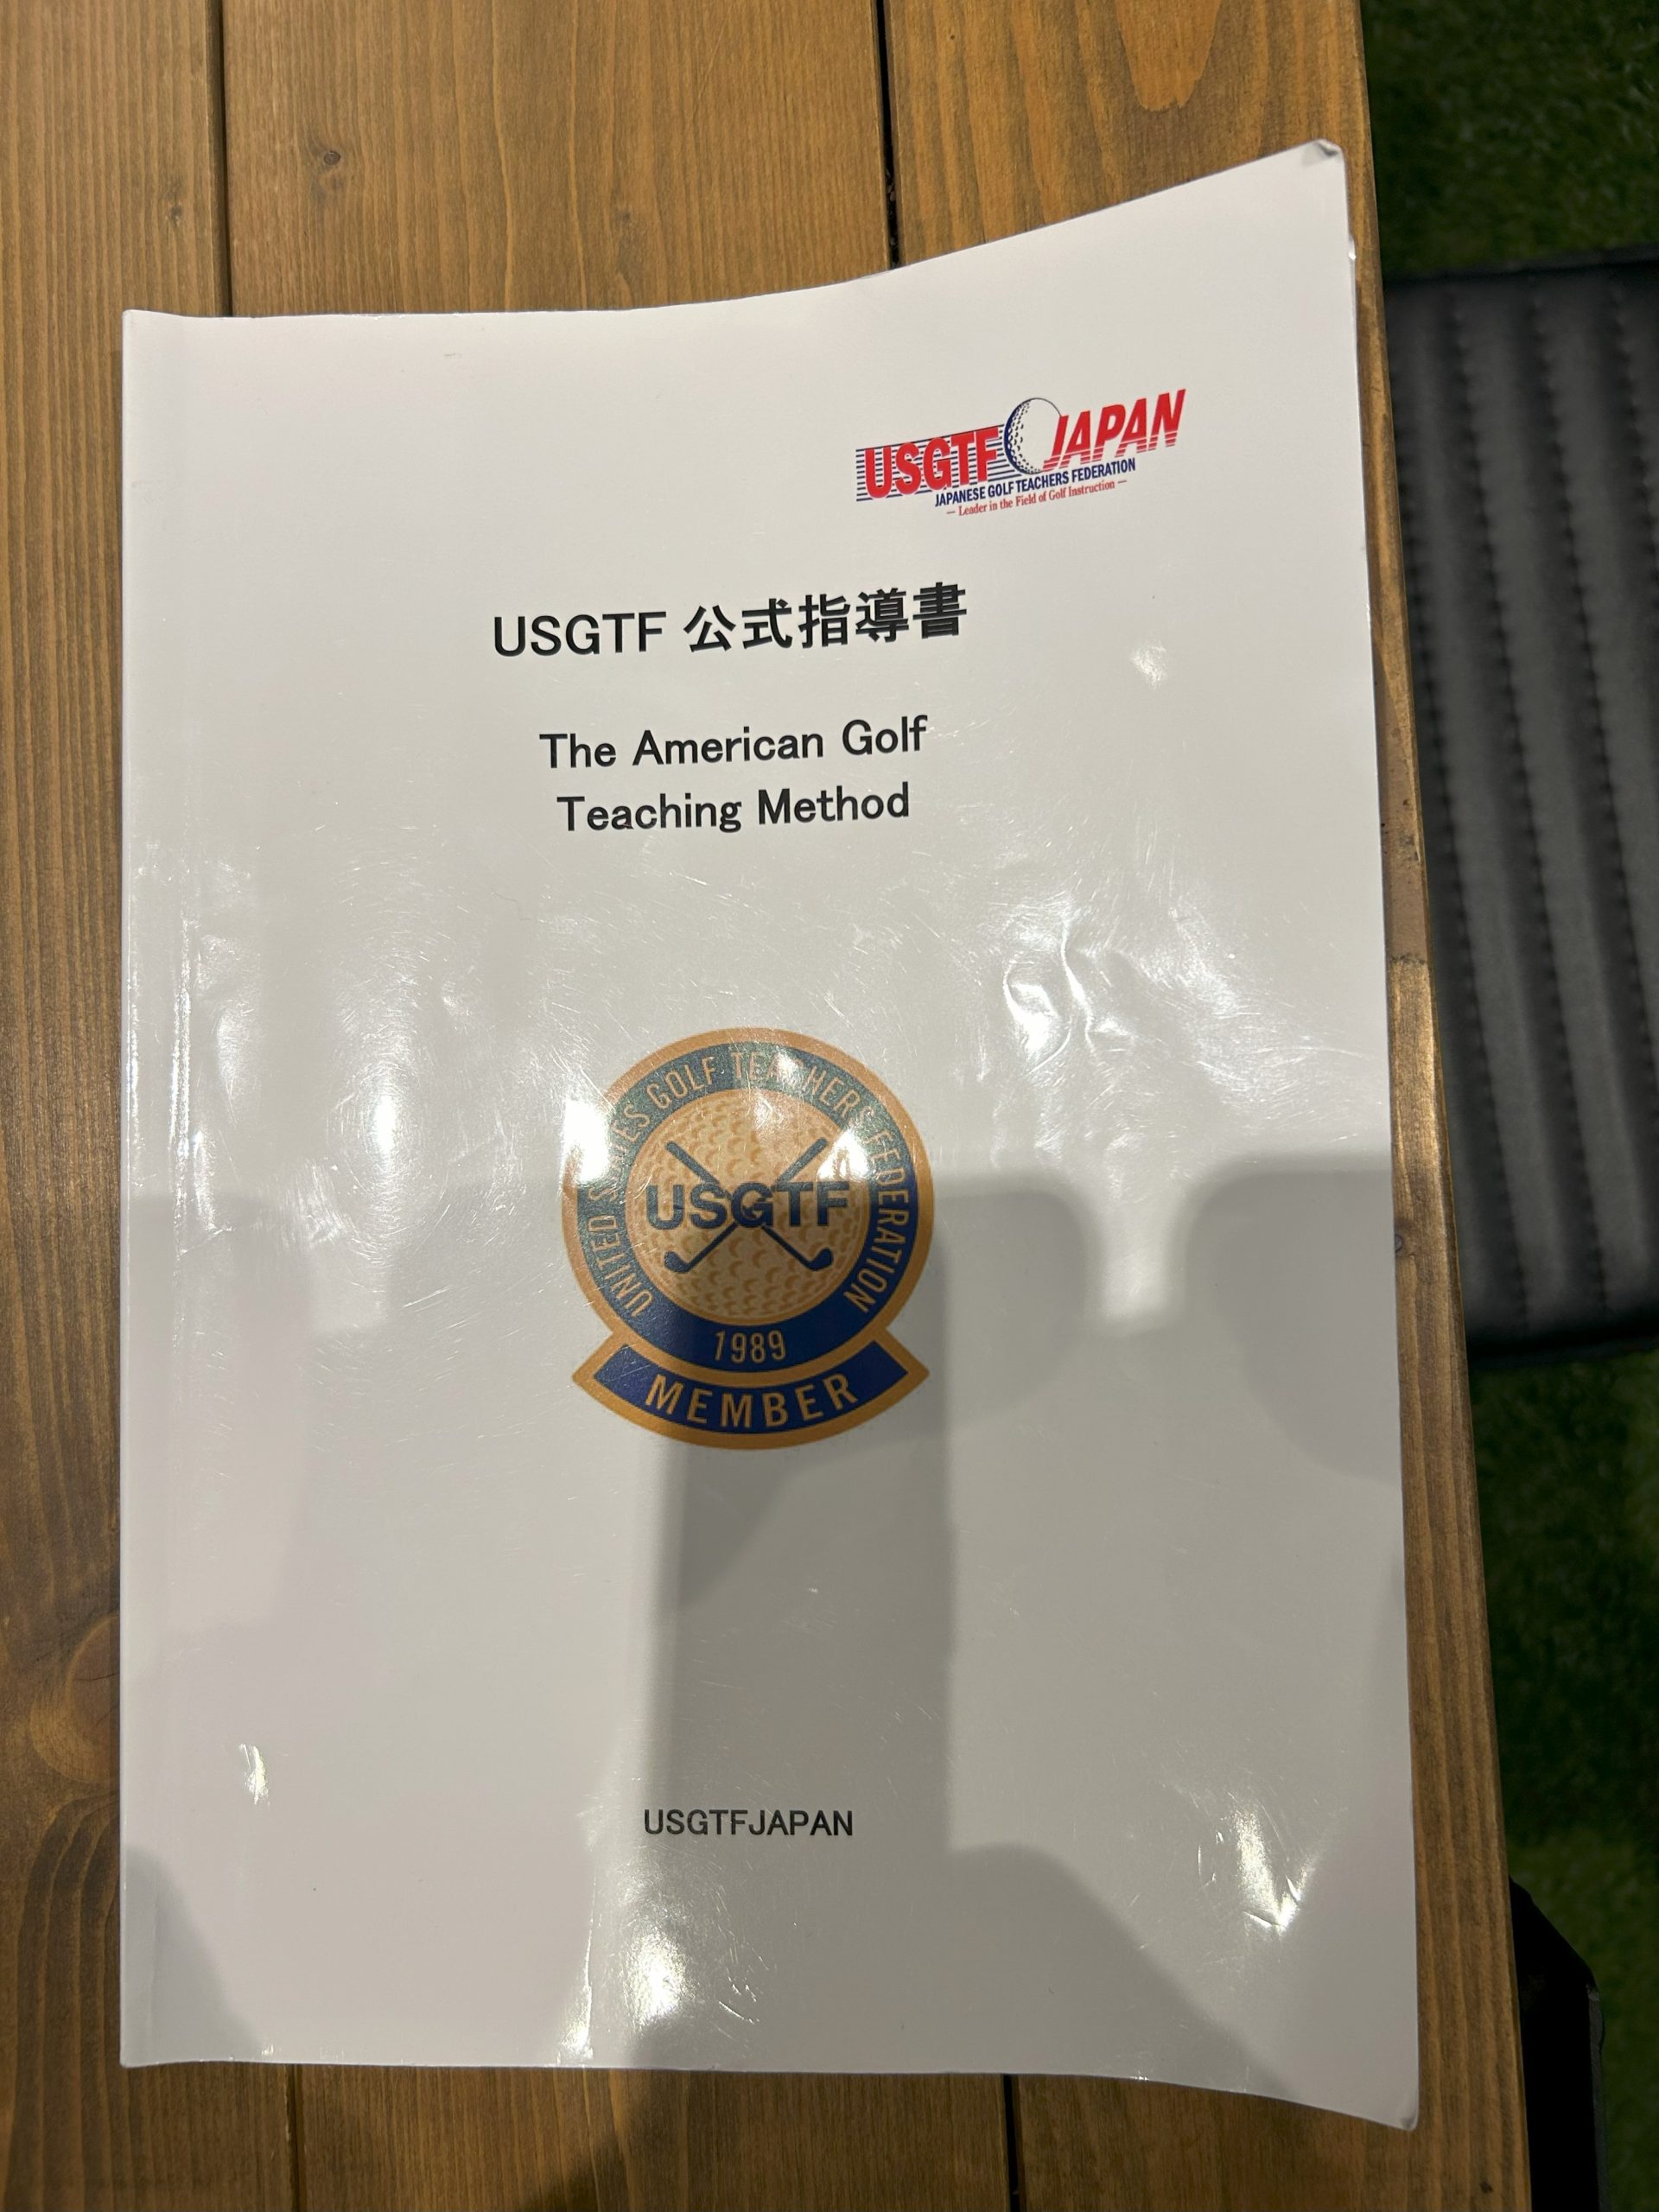 USGTF JAPAN
JAPANESE GOLF TEACHERS FEDERATION
— Leader in the Field of Golf Instruction —
USGTF 公式指導書
The American Golf
Teaching Method
UNITED STATES GOLF TEACHERS FEDERATION
USGTF
1989
MEMBER
USGTFJAPAN